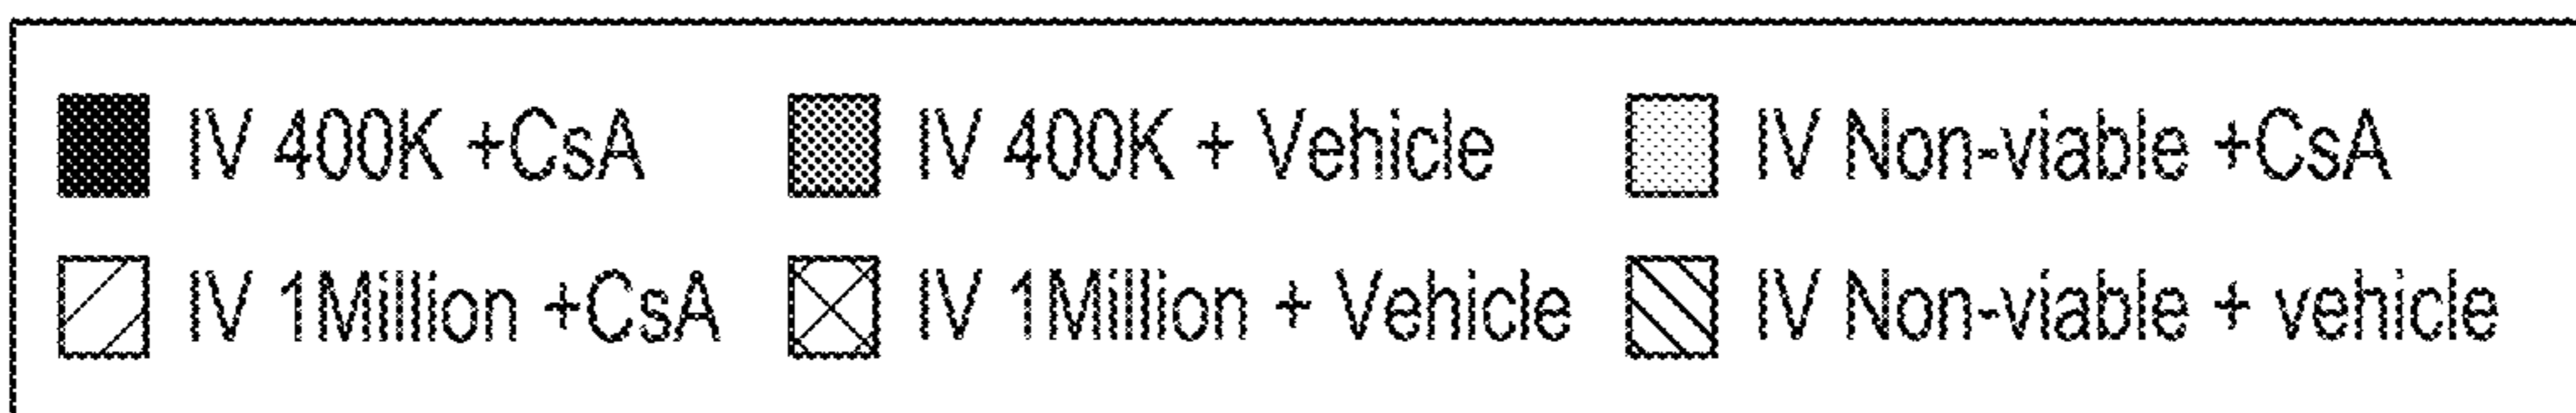 IV 400K +CsA IV 400K + Vehicle IV Non-viable +CsA
IV 1Million +CsA IV 1Million + Vehicle IV Non-viable + vehicle